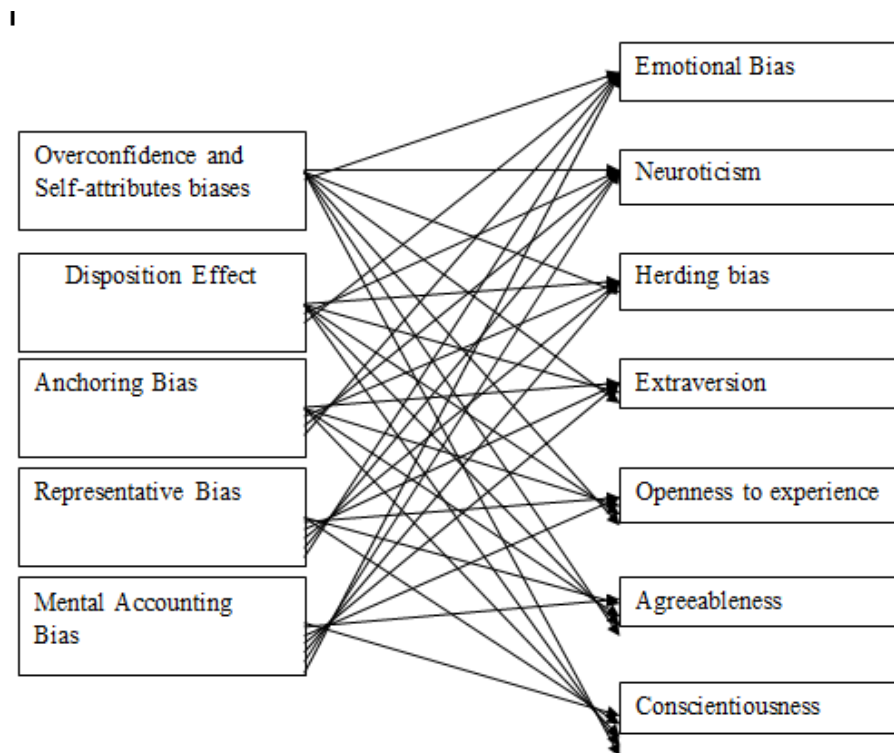 Emotional Bias
Overconfidence and
Self-attributes biases
Neuroticism
Disposition Effect
Herding bias
Anchoring Bias
Extraversion
Representative Bias
Openness to experience
Mental Accounting
Bias
Agreeableness
Conscientiousness